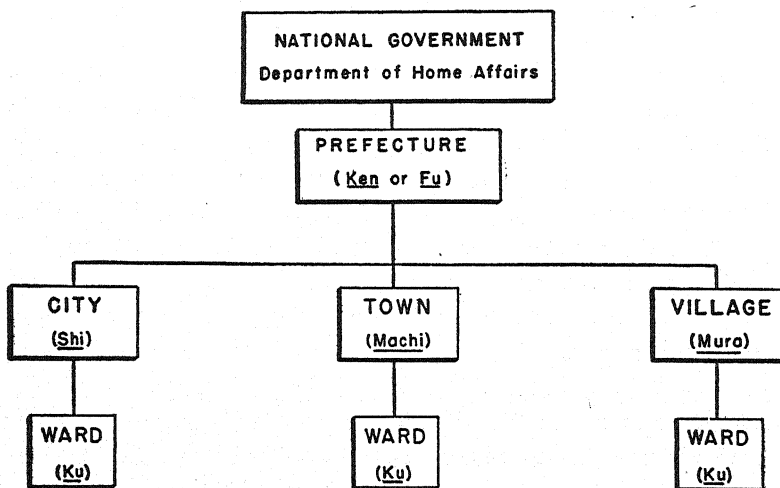 NATIONAL GOVERNMENT
Department of Home Affairs
PREFECTURE
(Ken or Fu)
CITY
(Shi)
TOWN
(Machi)
VILLAGE
(Mura)
WARD
(Ku)
WARD
(Ku)
WARD
(Ku)